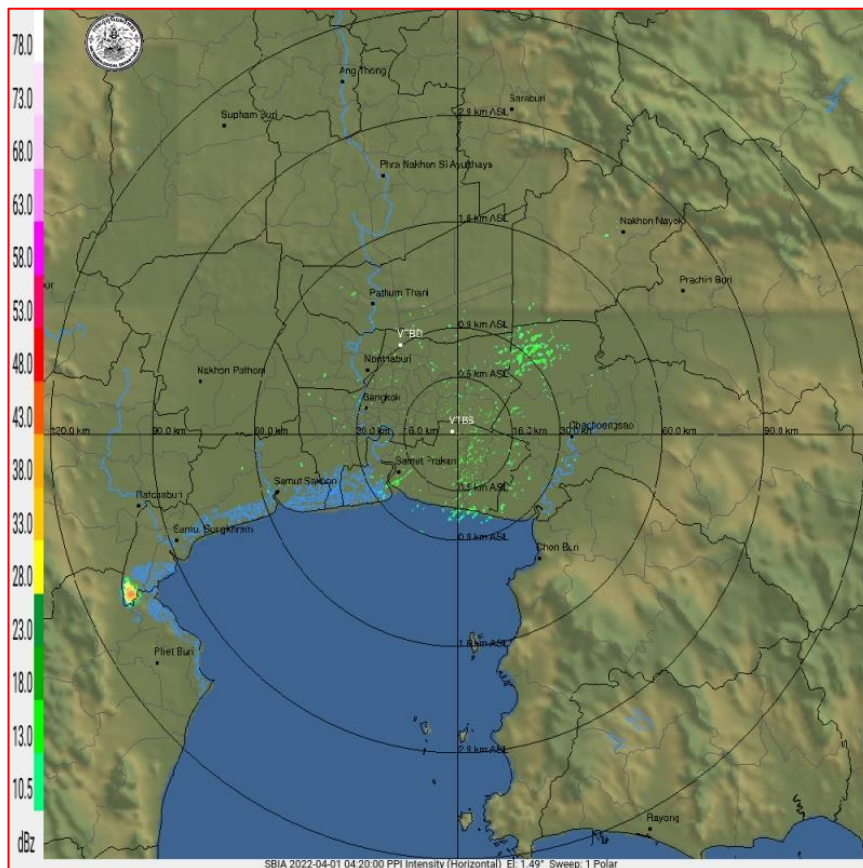 78.0
73.0
68.0
63.0
58.0
53.0
48.0
43.0
38.0
33.0
28.0
23.0
18.0
13.0
10.5
dBz
Ang Thong
Saraburi
2.9 km ASL
Suphan Buri
Phra Nakhon Si Ayutthaya
1.8 km ASL
Nakhon Nayok
Prachin Buri
Pathum Thani
0.9 km ASL
VTBD
Nonthaburi
0.5 km ASL
Nakhon Pathom
Bangkok
VTBS
120.0 km
90.0 km
60.0 km
30.0 km
16.0 km
16.0 km
30.0 km
Chachoengsao
60.0 km
90.0 km
Samut Prakan
Samut Sakhon
0.5 km ASL
Ratchaburi
Samut Songkhram
0.9 km ASL
Chon Buri
1.8 km ASL
Phet Buri
2.9 km ASL
Rayong
SBIA 2022-04-01 04:20:00 PPI Intensity (Horizontal) El: 1.49° Sweep: 1 Polar